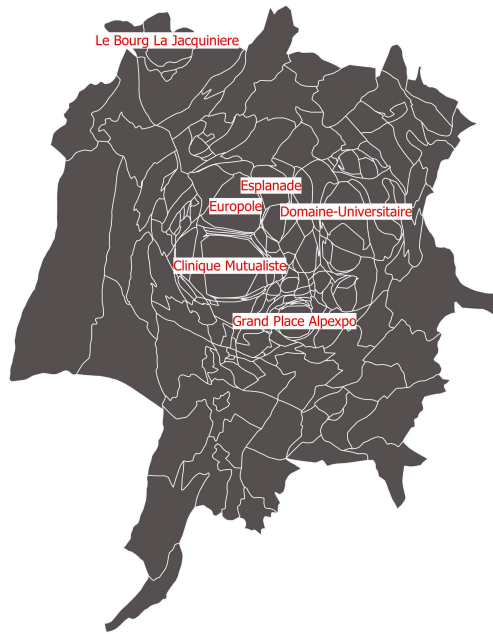 Le Bourg La Jacquiniere
Esplanade
Europole
Domaine-Universitaire
Clinique Mutualiste
Grand Place Alpexpo